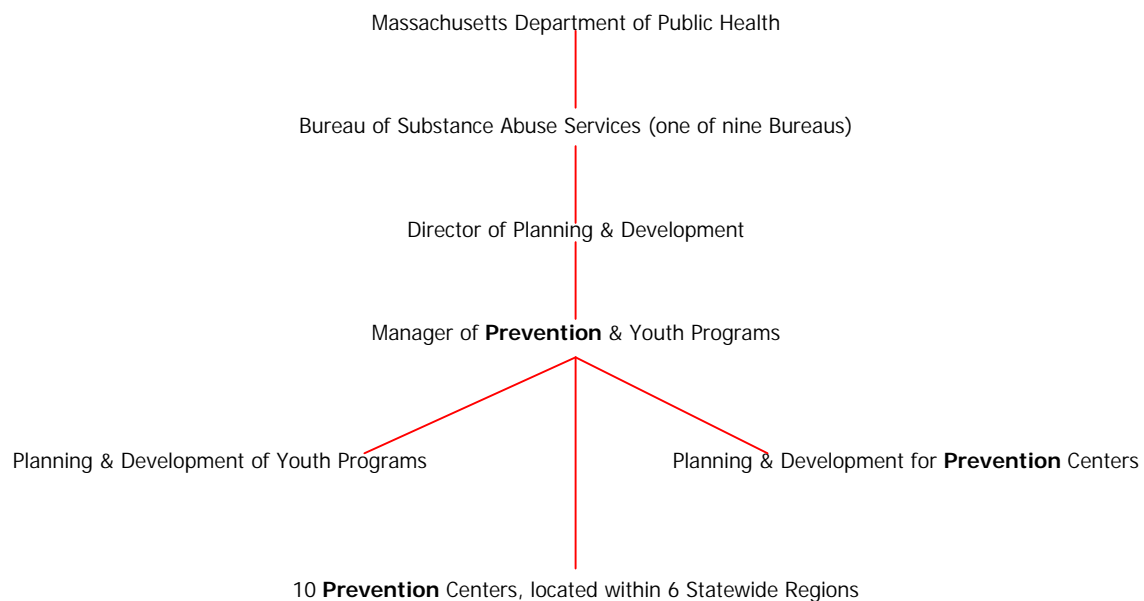 Massachusetts Department of Public Health
Bureau of Substance Abuse Services (one of nine Bureaus)
Director of Planning & Development
Manager of Prevention & Youth Programs
Planning & Development of Youth Programs
Planning & Development for Prevention Centers
10 Prevention Centers, located within 6 Statewide Regions